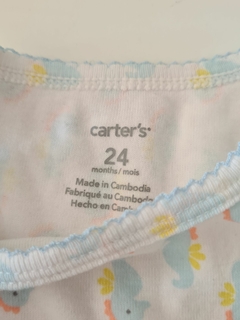 carter's
24
months / mois
Made in Cambodia
Fabriqué au Cambodge
Hecho en